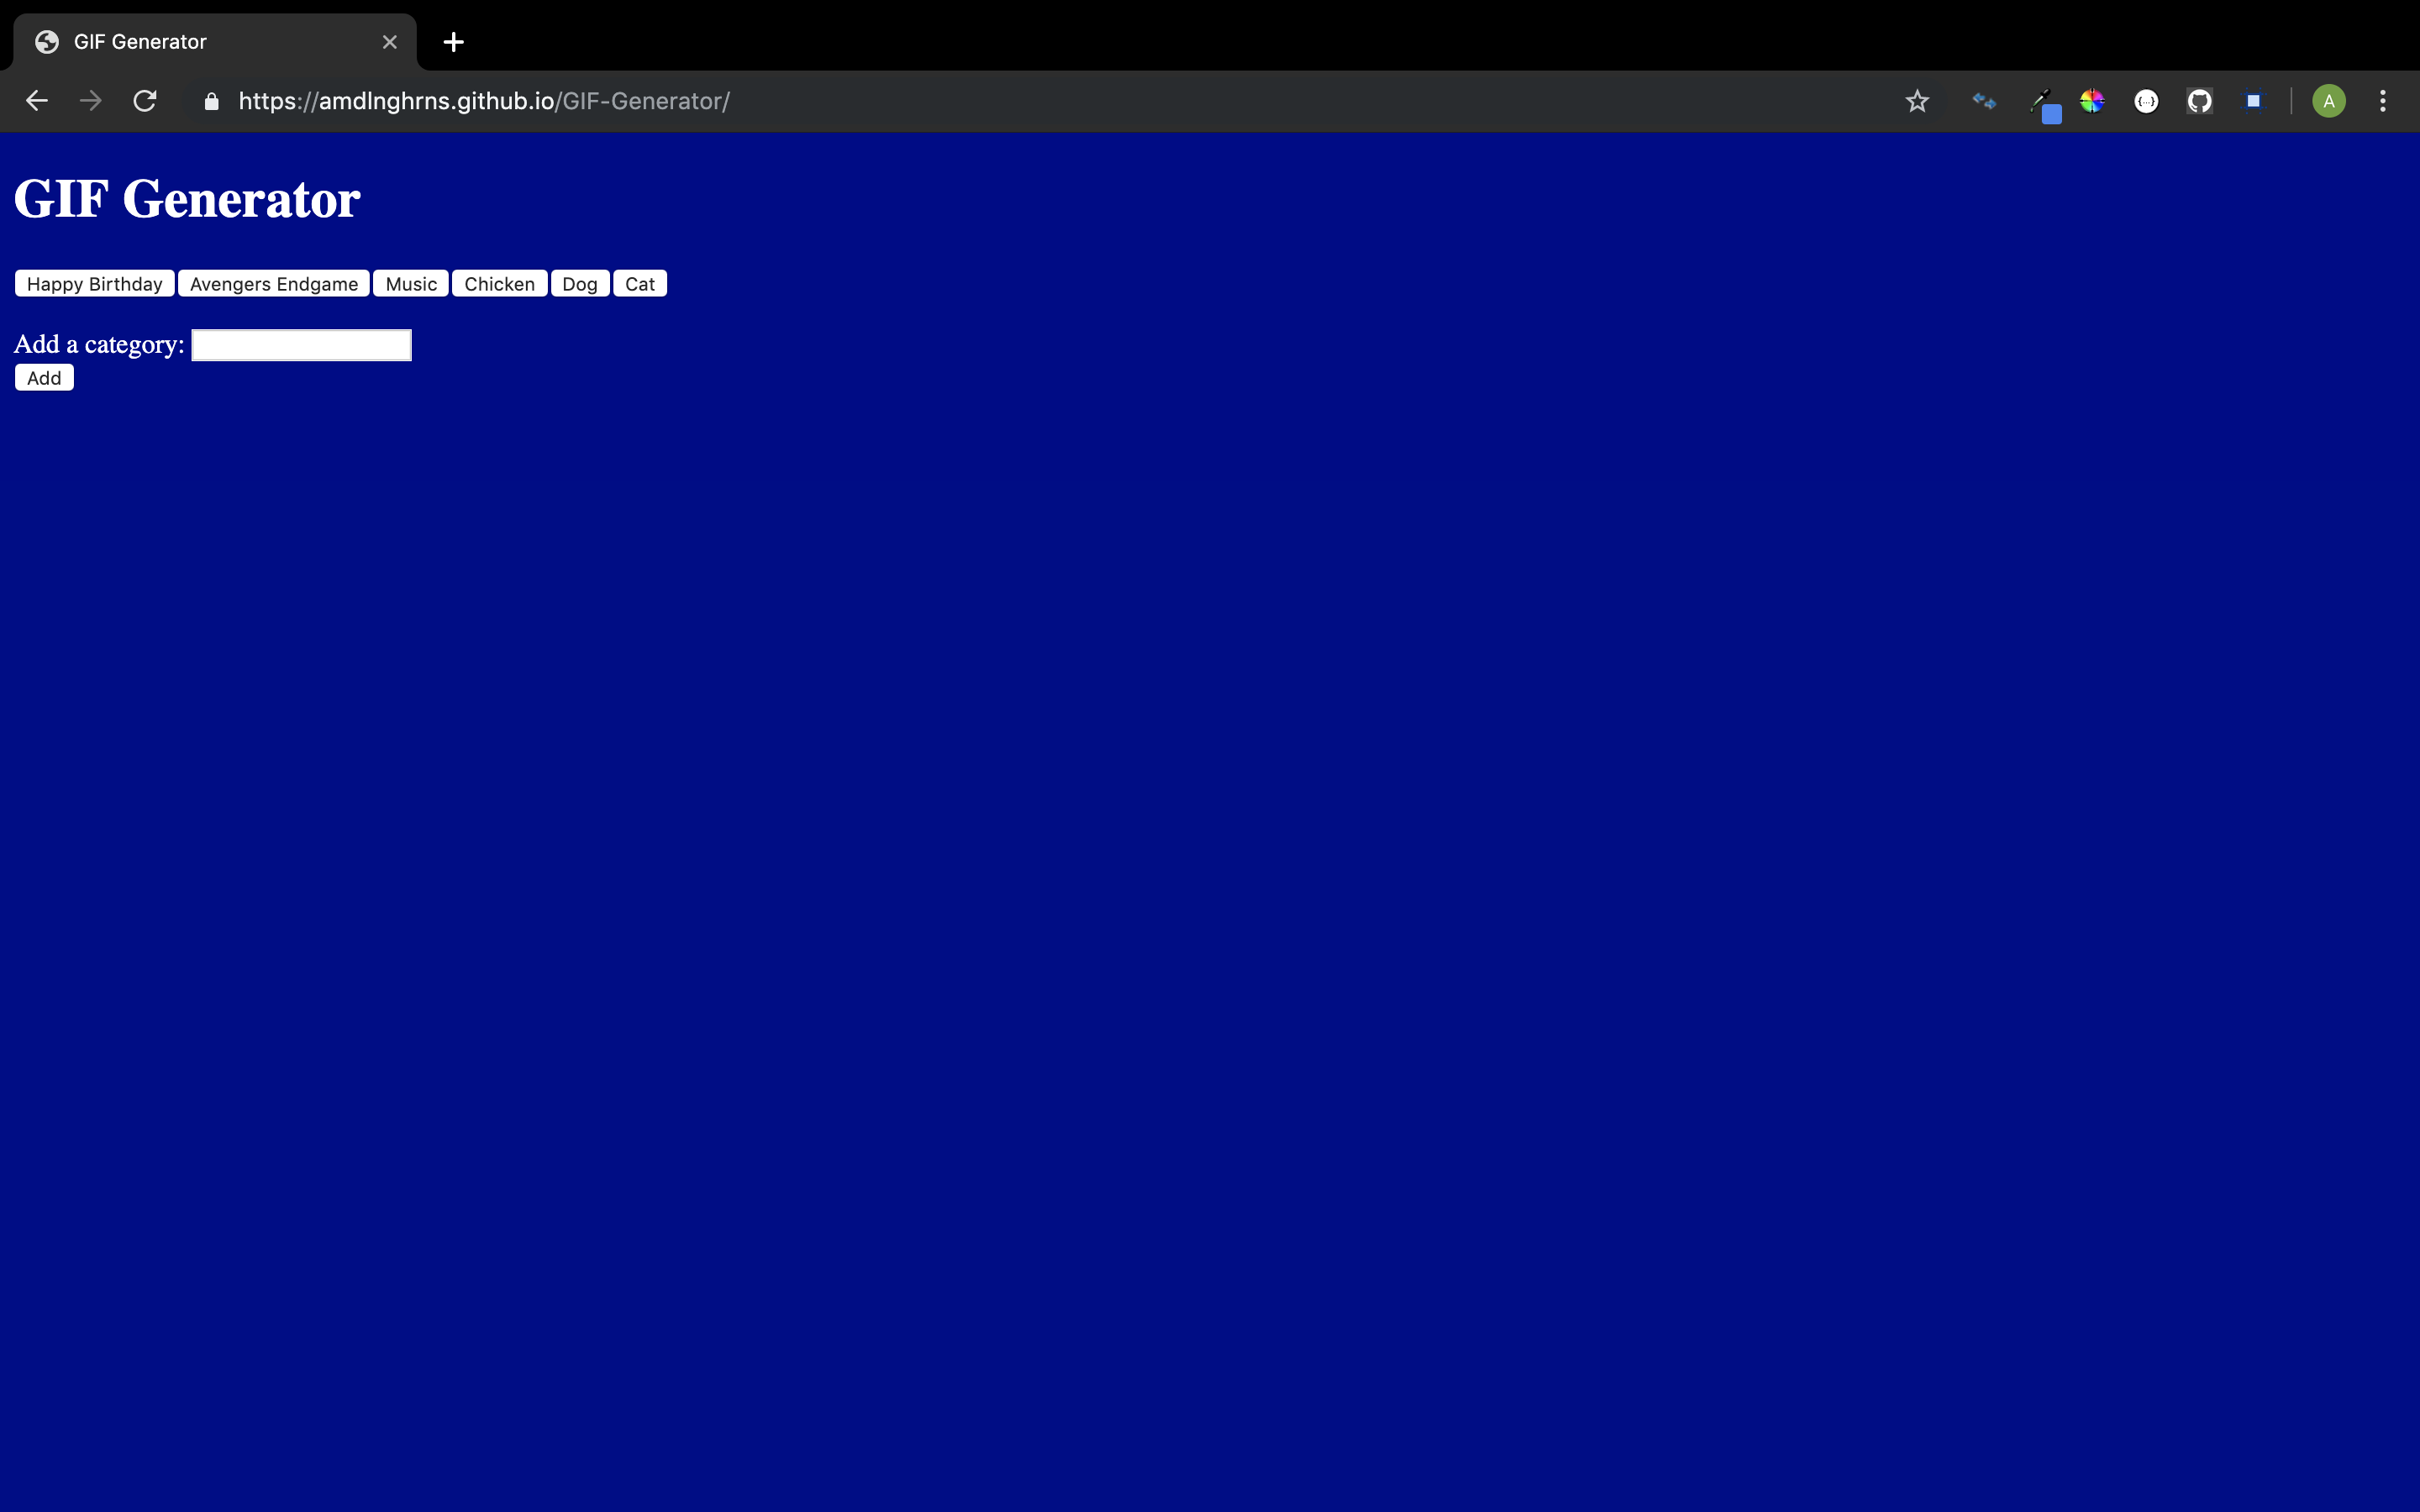 GIF Generator
https://amdlnghrns.github.io/GIF-Generator/
A
GIF Generator
Happy Birthday Avengers Endgame Music Chicken Dog Cat
Add a category:
Add